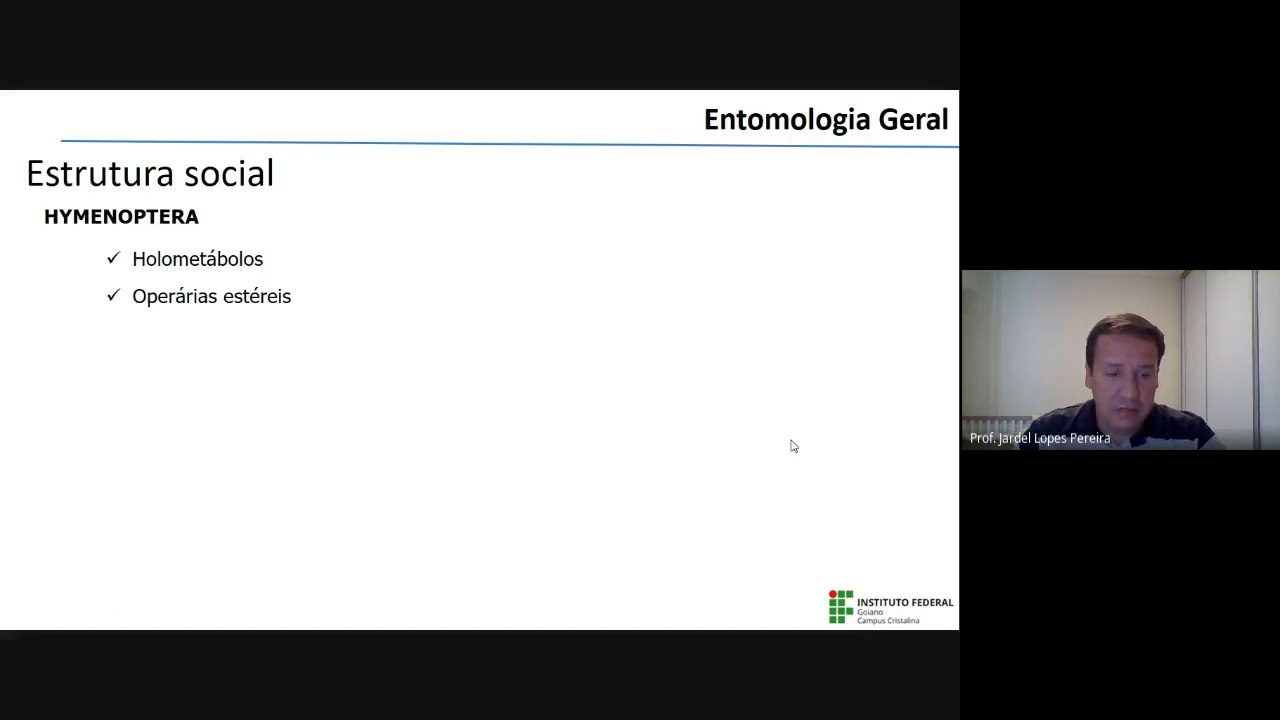 Entomologia Geral
Estrutura social
HYMENOPTERA
✓ Holometábolos
✓ Operárias estéreis
Prof. Jardel Lopes Pereira
INSTITUTO FEDERAL
Goiano
Campus Cristalina